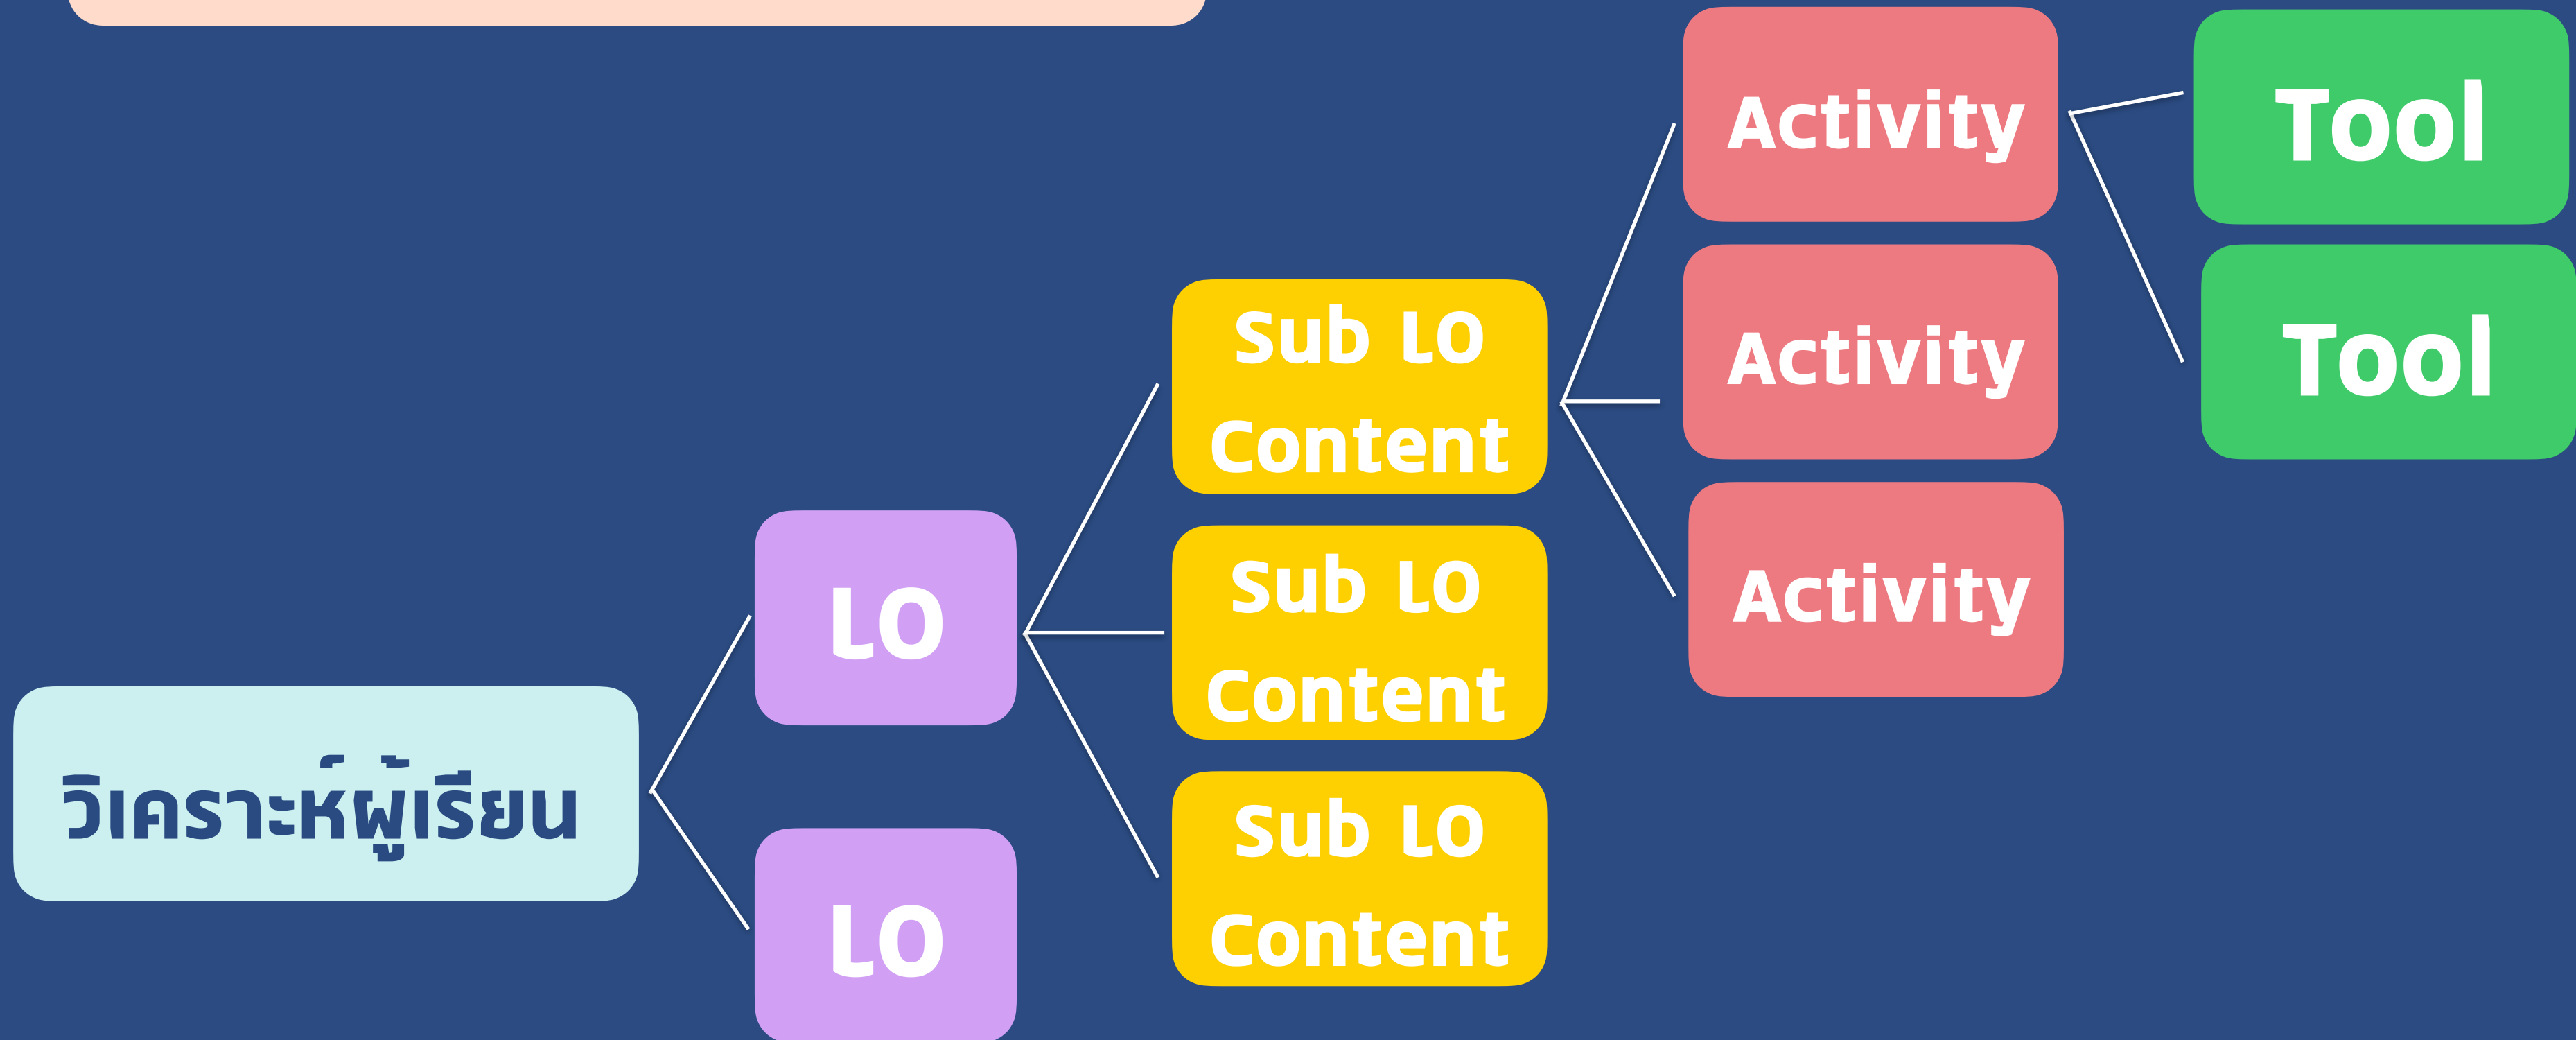 วิเคราะห์ผู้เรียน
LO
LO
Sub LO
Content
Sub LO
Content
Sub LO
Content
Activity
Activity
Activity
Tool
Tool